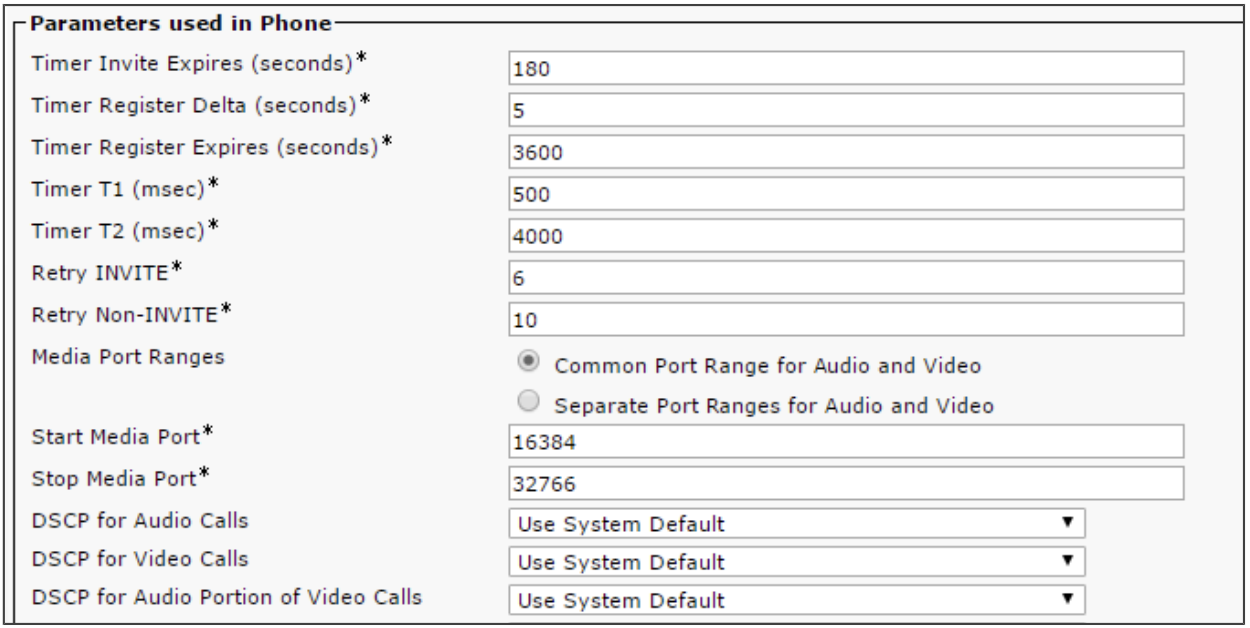 Parameters used in Phone
Timer Invite Expires (seconds)* 180
Timer Register Delta (seconds)* 5
Timer Register Expires (seconds)* 3600
Timer T1 (msec)* 500
Timer T2 (msec)* 4000
Retry INVITE* 6
Retry Non-INVITE* 10
Media Port Ranges Common Port Range for Audio and Video
Separate Port Ranges for Audio and Video
Start Media Port* 16384
Stop Media Port* 32766
DSCP for Audio Calls Use System Default
DSCP for Video Calls Use System Default
DSCP for Audio Portion of Video Calls Use System Default